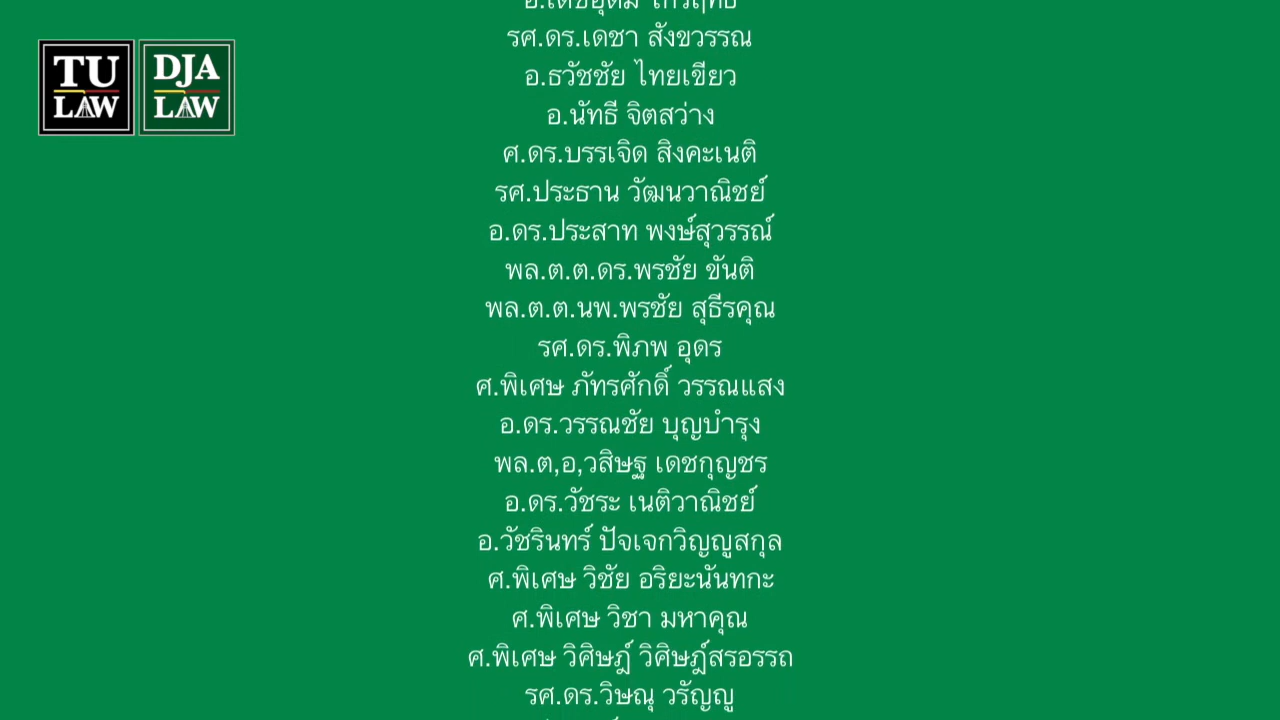 TU
LAW
DJA
LAW
รศ.ดร.เดชา สังขวรรณ
อ.ธวัชชัย ไทยเขียว
อ.นัทธี จิตสว่าง
ศ.ดร.บรรเจิด สิงคะเนติ
รศ.ประธาน วัฒนวาณิชย์
อ.ดร.ประสาท พงษ์สุวรรณ์
พล.ต.ต.ดร.พรชัย ขันติ
พล.ต.ต.นพ.พรชัย สุธีรคุณ
รศ.ดร.พิภพ อุดร
ศ.พิเศษ ภัทรศักดิ์ วรรณแสง
อ.ดร.วรรณชัย บุญบำรุง
พล.ต,อ,วสิษฐ เดชกุญชร
อ.ดร.วัชระ เนติวาณิชย์
อ.วัชรินทร์ ปัจเจกวิญญูสกุล
ศ.พิเศษ วิชัย อริยะนันทกะ
ศ.พิเศษ วิชา มหาคุณ
ศ.พิเศษ วิศิษฏ์ วิศิษฏ์สรอรรถ
รศ.ดร.วิษณุ วรัญญู